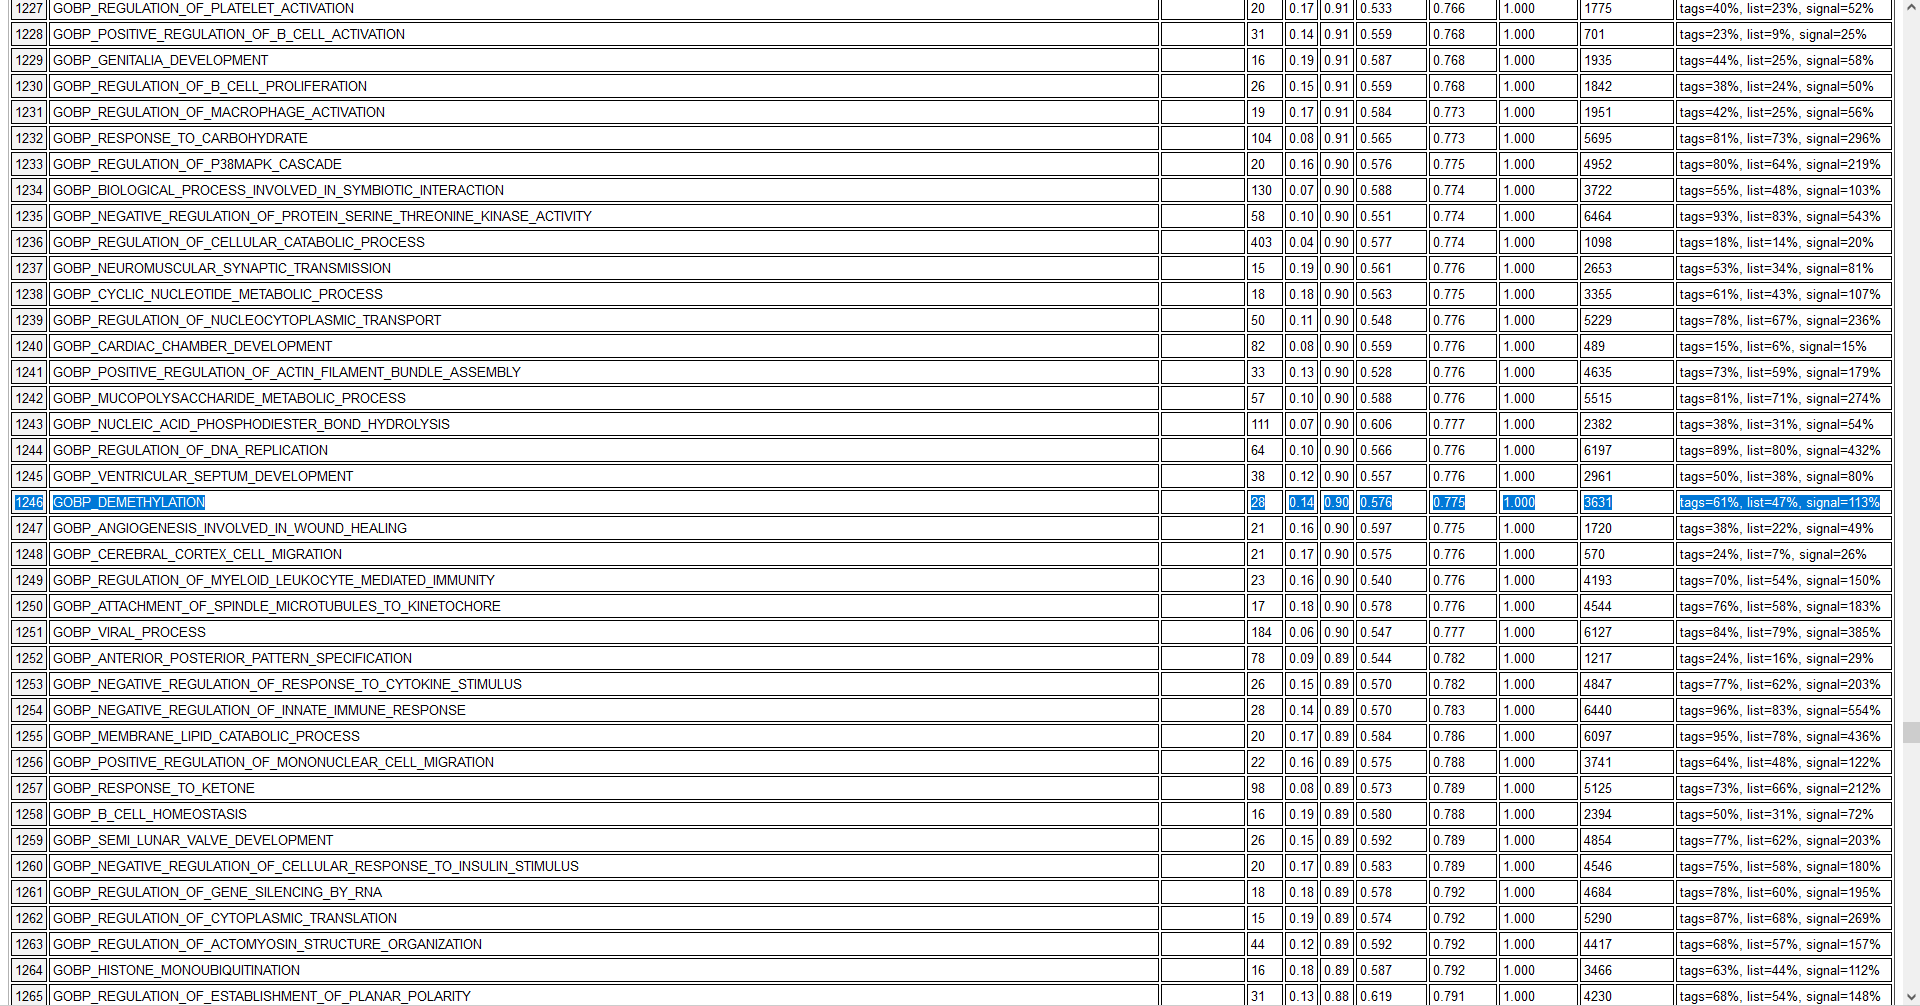 1227 GOBP_REGULATION_OF_PLATELET_ACTIVATION 20 0.17 0.91 0.533 0.766 1.000 1775 tags=40%, list=23%, signal=52%
1228 GOBP_POSITIVE_REGULATION_OF_B_CELL_ACTIVATION 31 0.14 0.91 0.559 0.768 1.000 701 tags=23%, list=9%, signal=25%
1229 GOBP_GENITALIA_DEVELOPMENT 16 0.19 0.91 0.587 0.768 1.000 1935 tags=44%, list=25%, signal=58%
1230 GOBP_REGULATION_OF_B_CELL_PROLIFERATION 26 0.15 0.91 0.559 0.768 1.000 1842 tags=38%, list=24%, signal=50%
1231 GOBP_REGULATION_OF_MACROPHAGE_ACTIVATION 19 0.17 0.91 0.584 0.773 1.000 1951 tags=42%, list=25%, signal=56%
1232 GOBP_RESPONSE_TO_CARBOHYDRATE 104 0.08 0.91 0.565 0.773 1.000 5695 tags=81%, list=73%, signal=296%
1233 GOBP_REGULATION_OF_P38MAPK_CASCADE 20 0.16 0.90 0.576 0.775 1.000 4952 tags=80%, list=64%, signal=219%
1234 GOBP_BIOLOGICAL_PROCESS_INVOLVED_IN_SYMBIOTIC_INTERACTION 130 0.07 0.90 0.588 0.774 1.000 3722 tags=55%, list=48%, signal=103%
1235 GOBP_NEGATIVE_REGULATION_OF_PROTEIN_SERINE_THREONINE_KINASE_ACTIVITY 58 0.10 0.90 0.551 0.774 1.000 6464 tags=93%, list=83%, signal=543%
1236 GOBP_REGULATION_OF_CELLULAR_CATABOLIC_PROCESS 403 0.04 0.90 0.577 0.774 1.000 1098 tags=18%, list=14%, signal=20%
1237 GOBP_NEUROMUSCULAR_SYNAPTIC_TRANSMISSION 15 0.19 0.90 0.561 0.776 1.000 2653 tags=53%, list=34%, signal=81%
1238 GOBP_CYCLIC_NUCLEOTIDE_METABOLIC_PROCESS 18 0.18 0.90 0.563 0.775 1.000 3355 tags=61%, list=43%, signal=107%
1239 GOBP_REGULATION_OF_NUCLEOCYTOPLASMIC_TRANSPORT 50 0.11 0.90 0.548 0.776 1.000 5229 tags=78%, list=67%, signal=236%
1240 GOBP_CARDIAC_CHAMBER_DEVELOPMENT 82 0.08 0.90 0.559 0.776 1.000 489 tags=15%, list=6%, signal=15%
1241 GOBP_POSITIVE_REGULATION_OF_ACTIN_FILAMENT_BUNDLE_ASSEMBLY 33 0.13 0.90 0.528 0.776 1.000 4635 tags=73%, list=59%, signal=179%
1242 GOBP_MUCOPOLYSACCHARIDE_METABOLIC_PROCESS 57 0.10 0.90 0.588 0.776 1.000 5515 tags=81%, list=71%, signal=274%
1243 GOBP_NUCLEIC_ACID_PHOSPHODIESTER_BOND_HYDROLYSIS 111 0.07 0.90 0.606 0.777 1.000 2382 tags=38%, list=31%, signal=54%
1244 GOBP_REGULATION_OF_DNA_REPLICATION 64 0.10 0.90 0.566 0.776 1.000 6197 tags=89%, list=80%, signal=432%
1245 GOBP_VENTRICULAR_SEPTUM_DEVELOPMENT 38 0.12 0.90 0.557 0.776 1.000 2961 tags=50%, list=38%, signal=80%
1246 GOBP_DEMETHYLATION 28 0.14 0.90 0.576 0.775 1.000 3631 tags=61%, list=47%, signal=113%
1247 GOBP_ANGIOGENESIS_INVOLVED_IN_WOUND_HEALING 21 0.16 0.90 0.597 0.775 1.000 1720 tags=38%, list=22%, signal=49%
1248 GOBP_CEREBRAL_CORTEX_CELL_MIGRATION 21 0.17 0.90 0.575 0.776 1.000 570 tags=24%, list=7%, signal=26%
1249 GOBP_REGULATION_OF_MYELOID_LEUKOCYTE_MEDIATED_IMMUNITY 23 0.16 0.90 0.540 0.776 1.000 4193 tags=70%, list=54%, signal=150%
1250 GOBP_ATTACHMENT_OF_SPINDLE_MICROTUBULES_TO_KINETOCHORE 17 0.18 0.90 0.578 0.776 1.000 4544 tags=76%, list=58%, signal=183%
1251 GOBP_VIRAL_PROCESS 184 0.06 0.90 0.547 0.777 1.000 6127 tags=84%, list=79%, signal=385%
1252 GOBP_ANTERIOR_POSTERIOR_PATTERN_SPECIFICATION 78 0.09 0.89 0.544 0.782 1.000 1217 tags=24%, list=16%, signal=29%
1253 GOBP_NEGATIVE_REGULATION_OF_RESPONSE_TO_CYTOKINE_STIMULUS 26 0.15 0.89 0.570 0.782 1.000 4847 tags=77%, list=62%, signal=203%
1254 GOBP_NEGATIVE_REGULATION_OF_INNATE_IMMUNE_RESPONSE 28 0.14 0.89 0.570 0.783 1.000 6440 tags=96%, list=83%, signal=554%
1255 GOBP_MEMBRANE_LIPID_CATABOLIC_PROCESS 20 0.17 0.89 0.584 0.786 1.000 6097 tags=95%, list=78%, signal=436%
1256 GOBP_POSITIVE_REGULATION_OF_MONONUCLEAR_CELL_MIGRATION 22 0.16 0.89 0.575 0.788 1.000 3741 tags=64%, list=48%, signal=122%
1257 GOBP_RESPONSE_TO_KETONE 98 0.08 0.89 0.573 0.789 1.000 5125 tags=73%, list=66%, signal=212%
1258 GOBP_B_CELL_HOMEOSTASIS 16 0.19 0.89 0.580 0.788 1.000 2394 tags=50%, list=31%, signal=72%
1259 GOBP_SEMI_LUNAR_VALVE_DEVELOPMENT 26 0.15 0.89 0.592 0.789 1.000 4854 tags=77%, list=62%, signal=203%
1260 GOBP_NEGATIVE_REGULATION_OF_CELLULAR_RESPONSE_TO_INSULIN_STIMULUS 20 0.17 0.89 0.583 0.789 1.000 4546 tags=75%, list=58%, signal=180%
1261 GOBP_REGULATION_OF_GENE_SILENCING_BY_RNA 18 0.18 0.89 0.578 0.792 1.000 4684 tags=78%, list=60%, signal=195%
1262 GOBP_REGULATION_OF_CYTOPLASMIC_TRANSLATION 15 0.19 0.89 0.574 0.792 1.000 5290 tags=87%, list=68%, signal=269%
1263 GOBP_REGULATION_OF_ACTOMYOSIN_STRUCTURE_ORGANIZATION 44 0.12 0.89 0.592 0.792 1.000 4417 tags=68%, list=57%, signal=157%
1264 GOBP_HISTONE_MONOUBIQUITINATION 16 0.18 0.89 0.587 0.792 1.000 3466 tags=63%, list=44%, signal=112%
1265 GOBP_REGULATION_OF_ESTABLISHMENT_OF_PLANAR_POLARITY 31 0.13 0.88 0.619 0.791 1.000 4230 tags=68%, list=54%, signal=148%